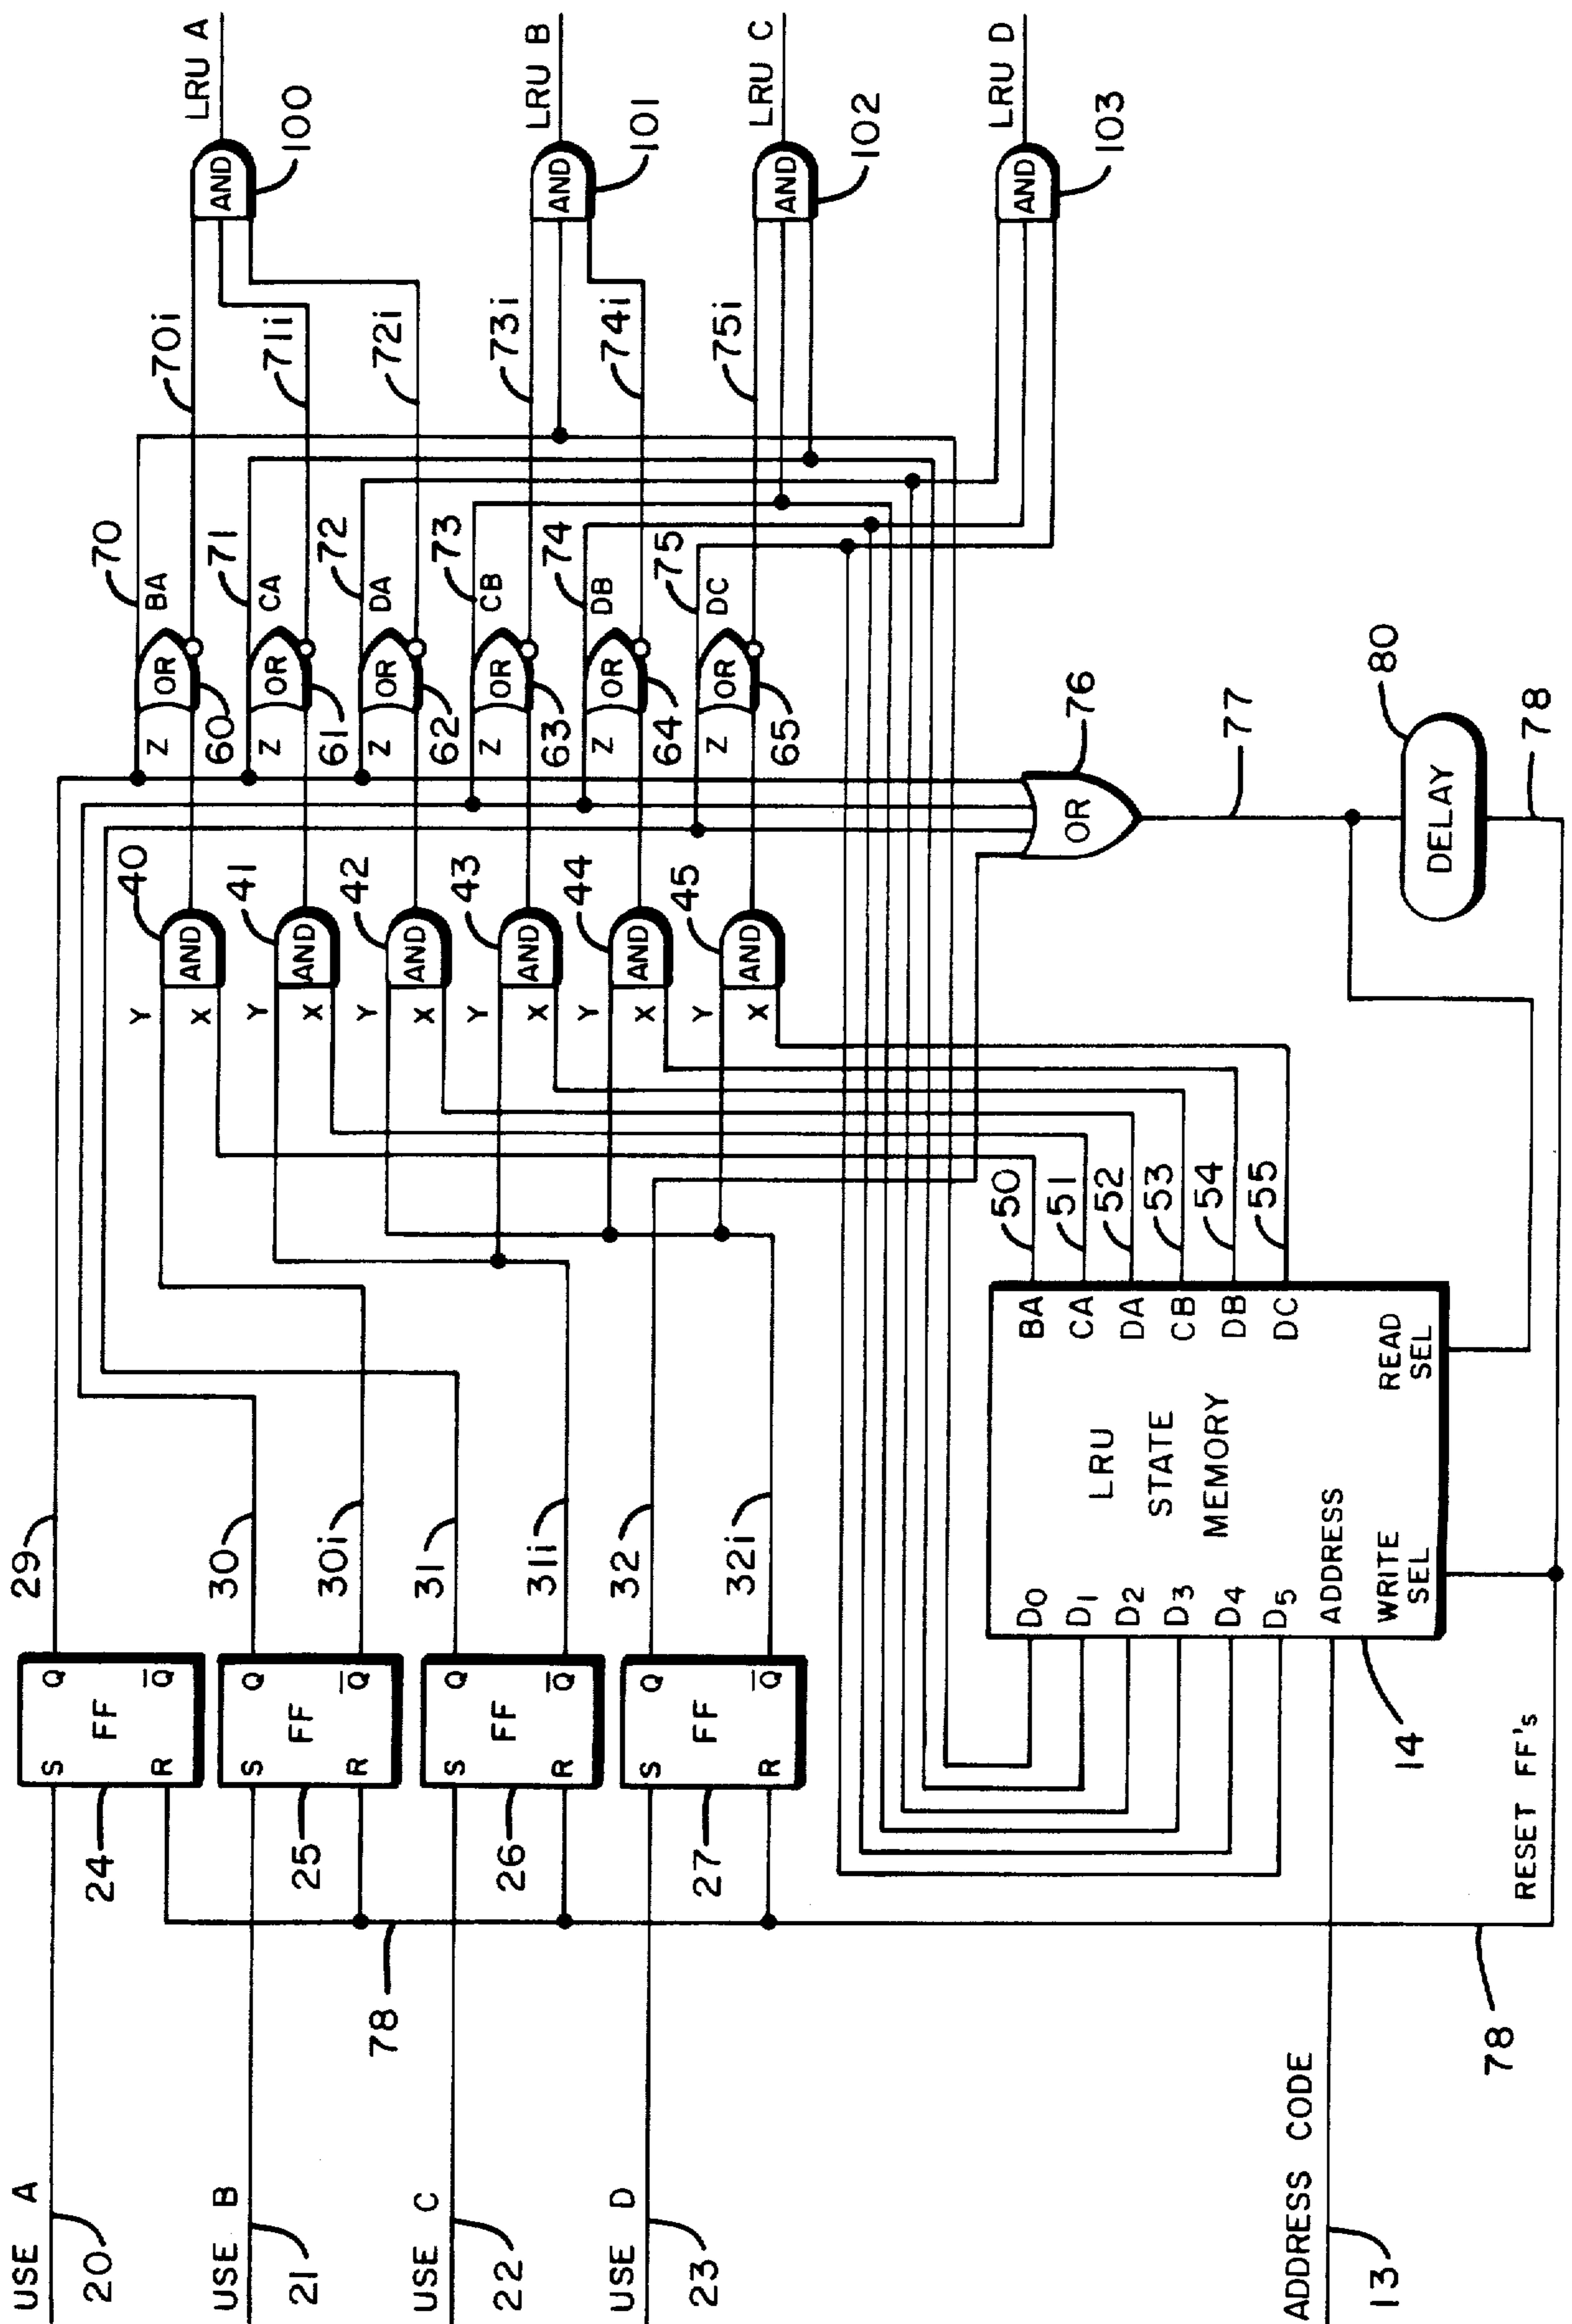 USE A
20
USE B
21
USE C
22
USE D
23
ADDRESS CODE
13
78
78
RESET FF's
S Q
FF
R Q̅
24
S Q
FF
R Q̅
25
S Q
FF
R Q̅
26
S Q
FF
R Q̅
27
29
30
30i
31
31i
32
32i
D0
D1
D2
D3
D4
D5
ADDRESS
WRITE SEL
LRU
STATE
MEMORY
BA
CA
DA
CB
DB
DC
READ SEL
14
50
51
52
53
54
55
Y
X
AND
40
Y
X
AND
41
Y
X
AND
42
Y
X
AND
43
Y
X
AND
44
Y
X
AND
45
Z
OR
60
Z
OR
61
Z
OR
62
Z
OR
63
Z
OR
64
Z
OR
65
OR
76
77
DELAY
80
78
BA
70
CA
71
DA
72
CB
73
DB
74
DC
75
70i
71i
72i
73i
74i
75i
AND
100
LRU A
AND
101
LRU B
AND
102
LRU C
AND
103
LRU D